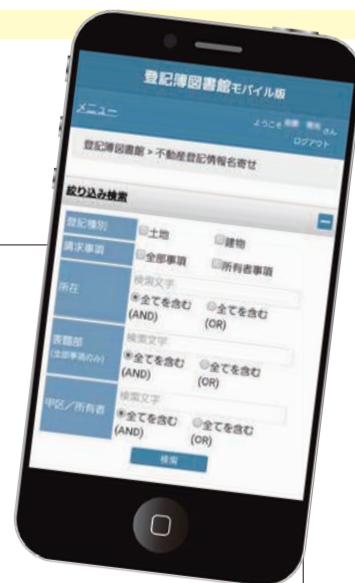 登記簿図書館モバイル版
メニュー
ようこそ さん
ログアウト
登記簿図書館 > 不動産登記情報名寄せ
絞り込み検索
登記種別
土地
建物
請求事項
全部事項
所有者事項
所在
検索文字
全てを含む(AND)
全てを含む(OR)
表題部
(全部事項のみ)
検索文字
全てを含む(AND)
全てを含む(OR)
甲区/所有者
検索文字
全てを含む(AND)
全てを含む(OR)
検索